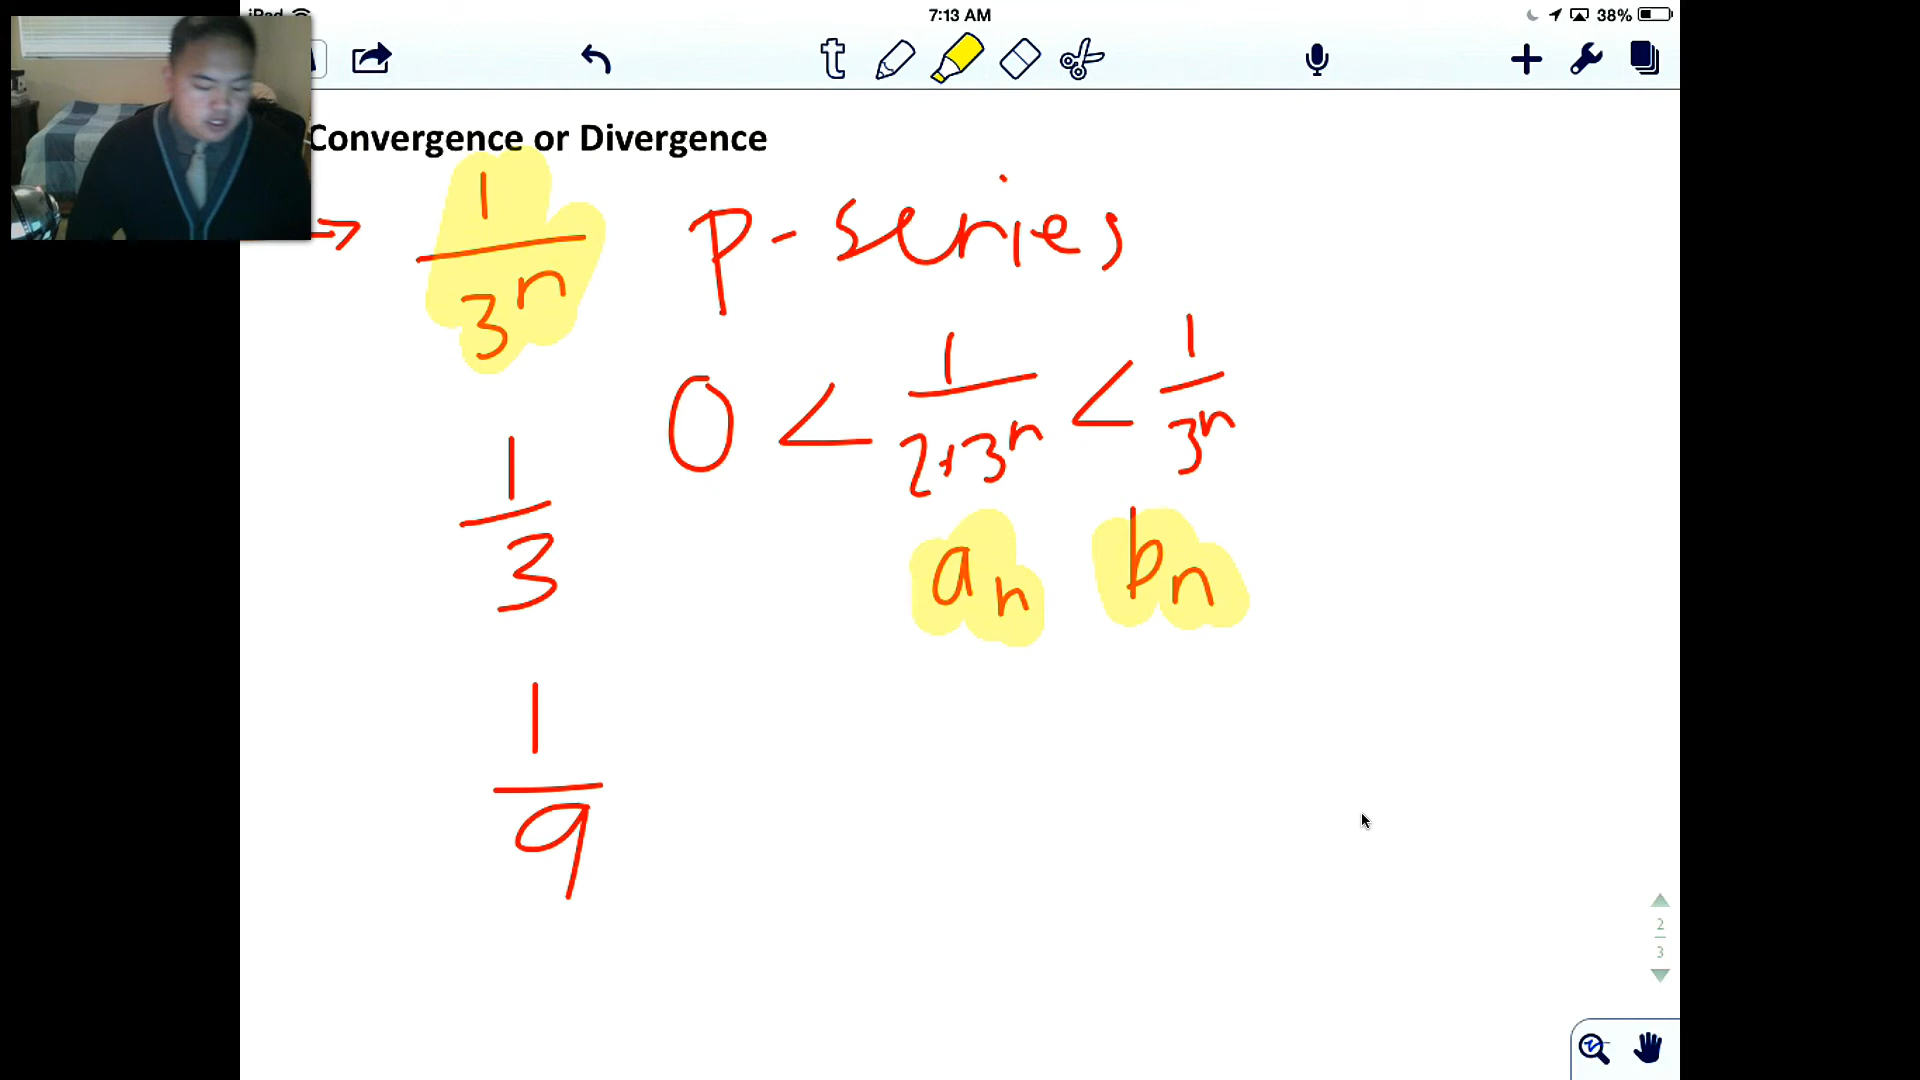 iPad 7:13 AM 38%
t
Convergence or Divergence
→ 1/3^n p-series
0 < 1/2+3^n < 1/3^n
1/3
a_n b_n
1/9
2
3